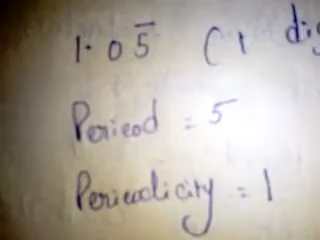 1.05̅ (1 dig
Period = 5
Periodicity = 1